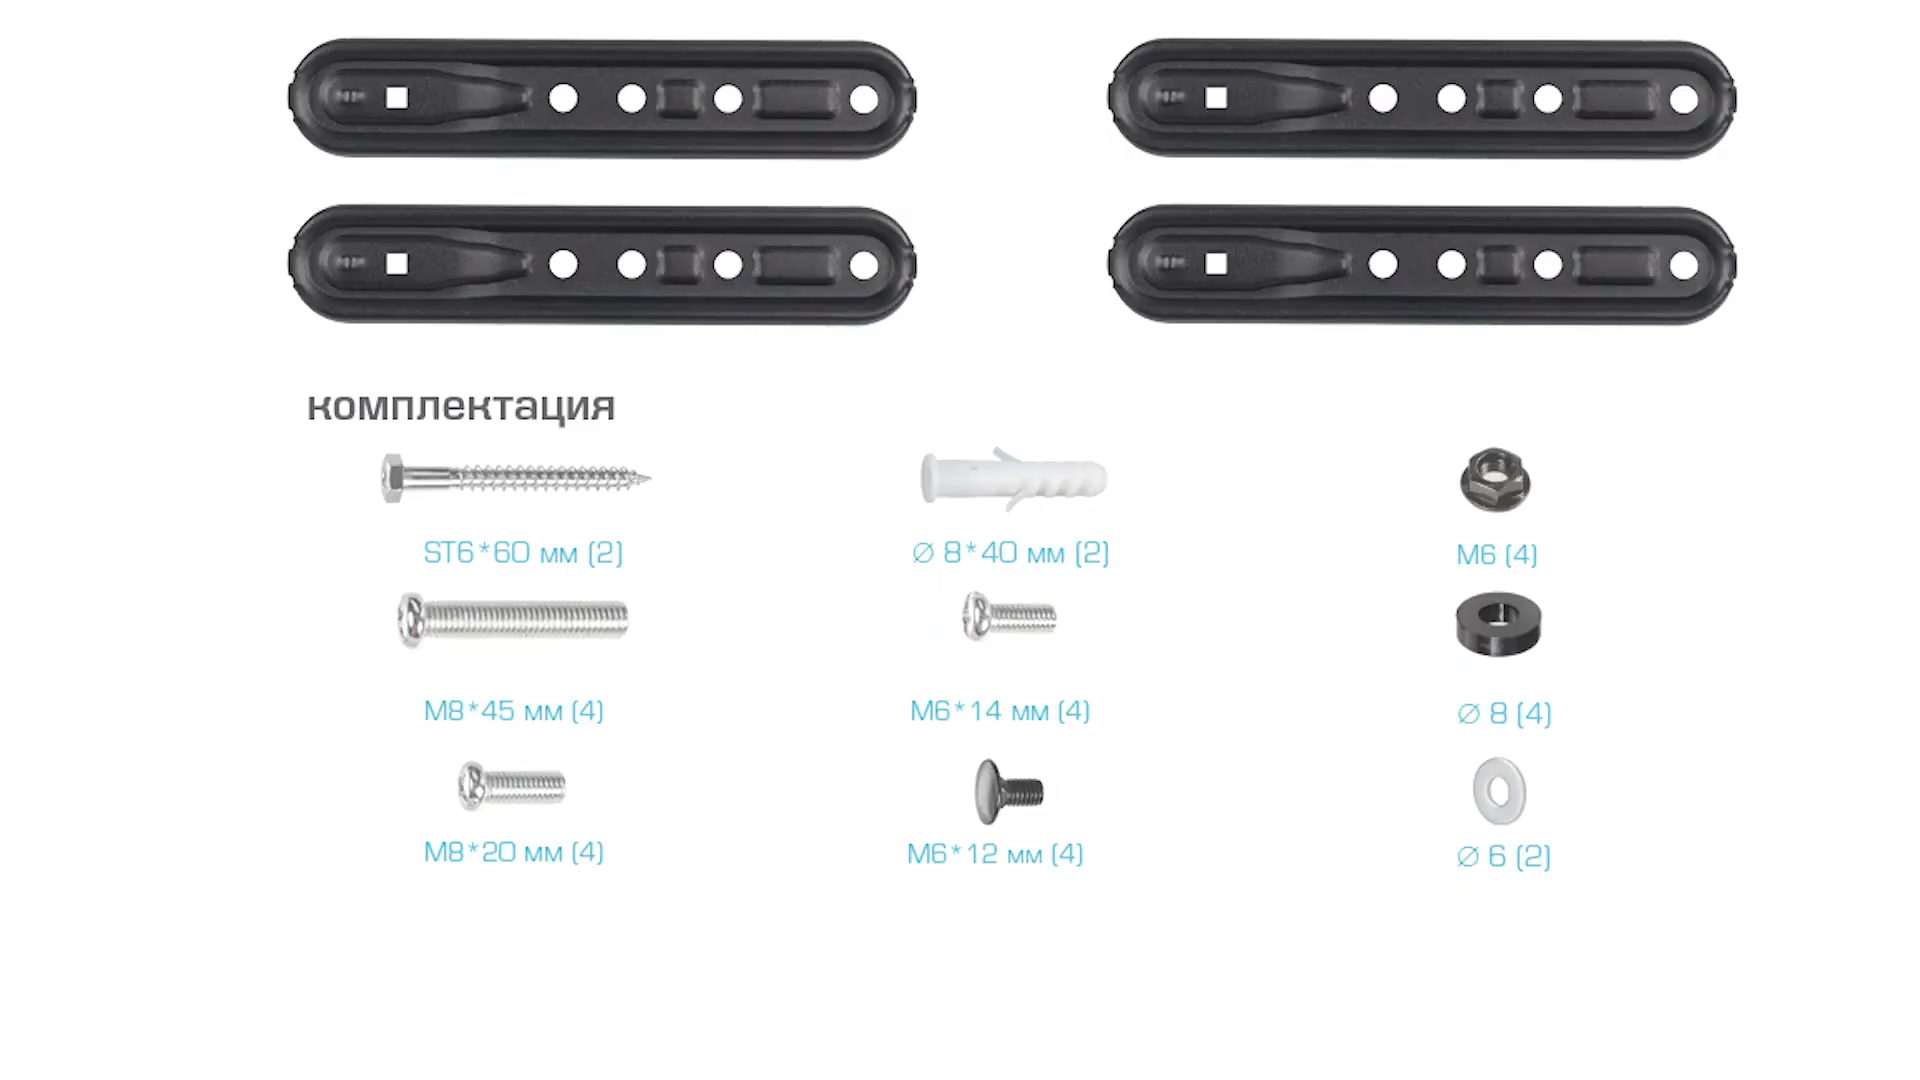 комплектация
ST6*60 мм (2)
∅ 8*40 мм (2)
M6 (4)
M8*45 мм (4)
M6*14 мм (4)
∅ 8 (4)
M8*20 мм (4)
M6*12 мм (4)
∅ 6 (2)